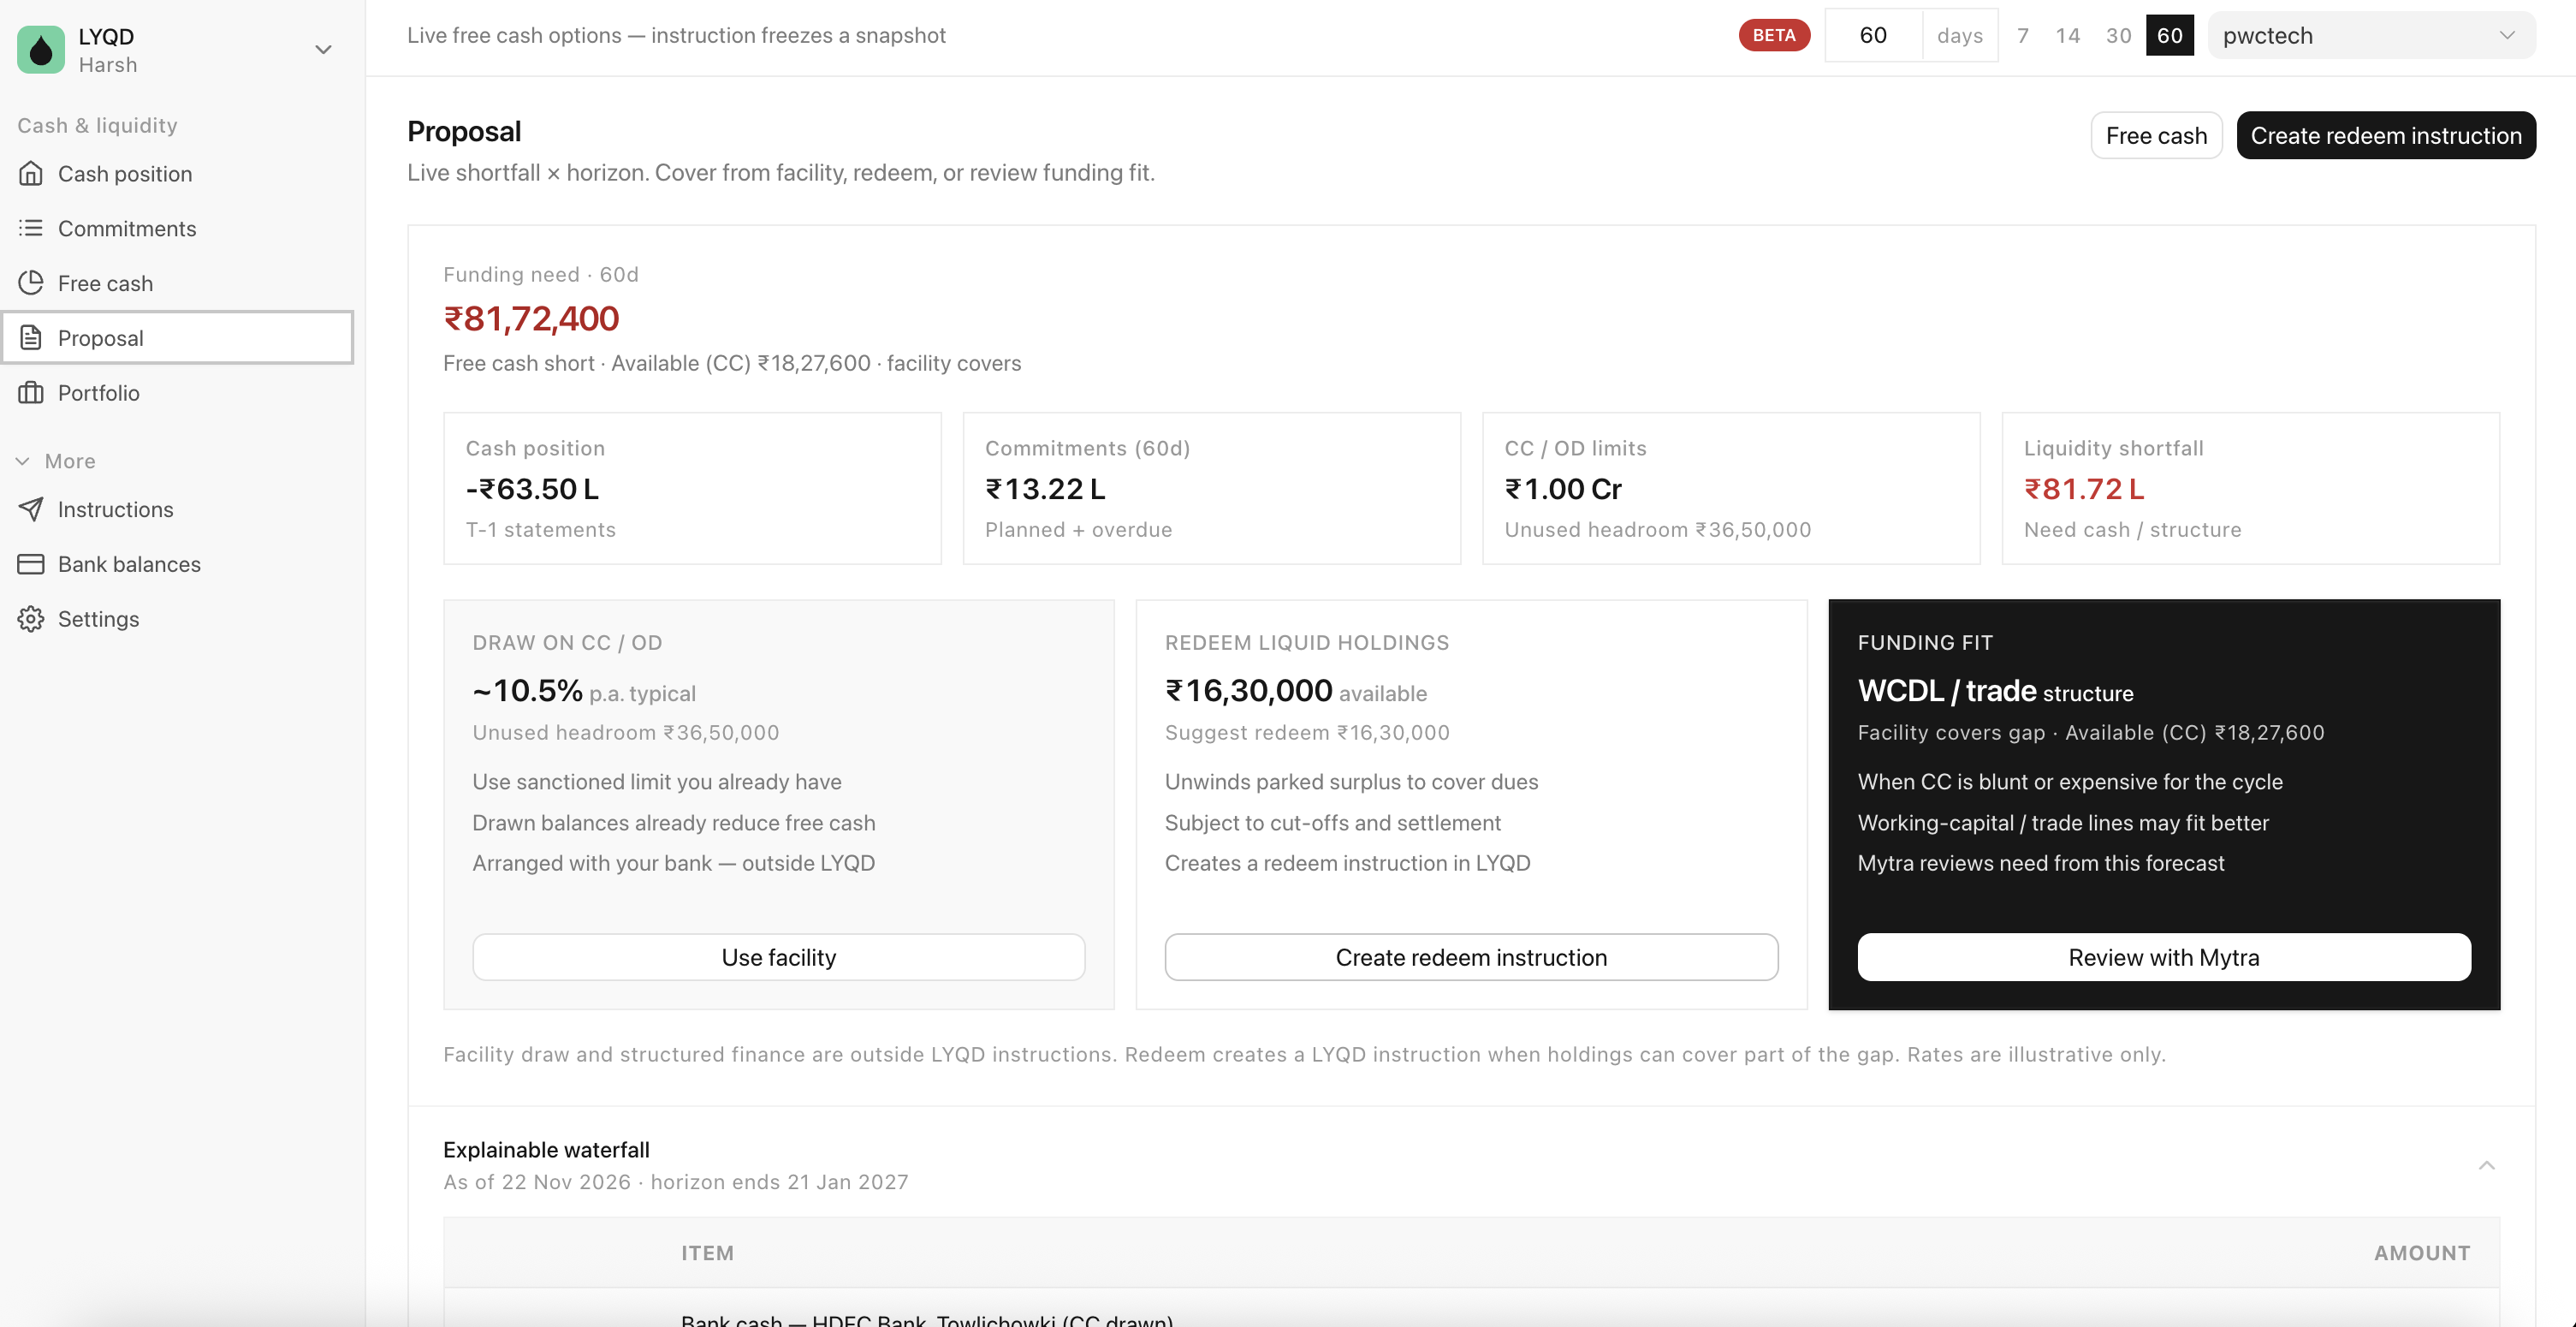 LYQD
Harsh
Cash & liquidity
Cash position
Commitments
Free cash
Proposal
Portfolio
More
Instructions
Bank balances
Settings
Live free cash options — instruction freezes a snapshot
BETA
60 days
7 14 30 60
pwctech
Proposal
Live shortfall × horizon. Cover from facility, redeem, or review funding fit.
Free cash
Create redeem instruction
Funding need · 60d
₹81,72,400
Free cash short · Available (CC) ₹18,27,600 · facility covers
Cash position
-₹63.50 L
T-1 statements
Commitments (60d)
₹13.22 L
Planned + overdue
CC / OD limits
₹1.00 Cr
Unused headroom ₹36,50,000
Liquidity shortfall
₹81.72 L
Need cash / structure
DRAW ON CC / OD
~10.5% p.a. typical
Unused headroom ₹36,50,000
Use sanctioned limit you already have
Drawn balances already reduce free cash
Arranged with your bank — outside LYQD
Use facility
REDEEM LIQUID HOLDINGS
₹16,30,000 available
Suggest redeem ₹16,30,000
Unwinds parked surplus to cover dues
Subject to cut-offs and settlement
Creates a redeem instruction in LYQD
Create redeem instruction
FUNDING FIT
WCDL / trade structure
Facility covers gap · Available (CC) ₹18,27,600
When CC is blunt or expensive for the cycle
Working-capital / trade lines may fit better
Mytra reviews need from this forecast
Review with Mytra
Facility draw and structured finance are outside LYQD instructions. Redeem creates a LYQD instruction when holdings can cover part of the gap. Rates are illustrative only.
Explainable waterfall
As of 22 Nov 2026 · horizon ends 21 Jan 2027
ITEM
AMOUNT
Bank cash — HDFC Bank, Towlichowki (CC drawn)